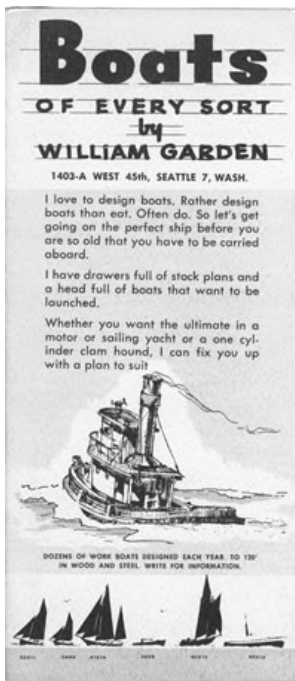 Boats
OF EVERY SORT
by
WILLIAM GARDEN
1403-A WEST 45th, SEATTLE 7, WASH.
I love to design boats. Rather design
boats than eat. Often do. So let's get
going on the perfect ship before you
are so old that you have to be carried
aboard.
I have drawers full of stock plans and
a head full of boats that want to be
launched.
Whether you want the ultimate in a
motor or sailing yacht or a one cyl-
inder clam hound, I can fix you up
with a plan to suit
DOZENS OF WORK BOATS DESIGNED EACH YEAR. TO 120'
IN WOOD AND STEEL. WRITE FOR INFORMATION.